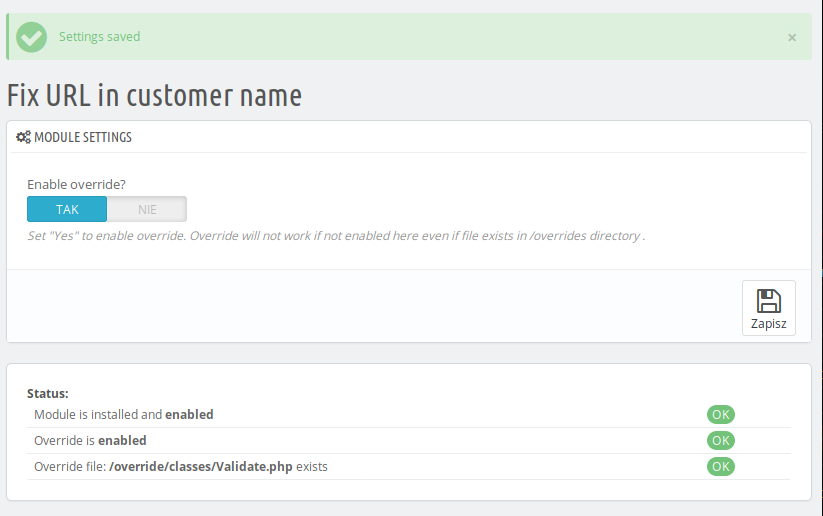 Settings saved ×
Fix URL in customer name
MODULE SETTINGS
Enable override?
TAK NIE
Set "Yes" to enable override. Override will not work if not enabled here even if file exists in /overrides directory .
Zapisz
Status:
Module is installed and enabled OK
Override is enabled OK
Override file: /override/classes/Validate.php exists OK